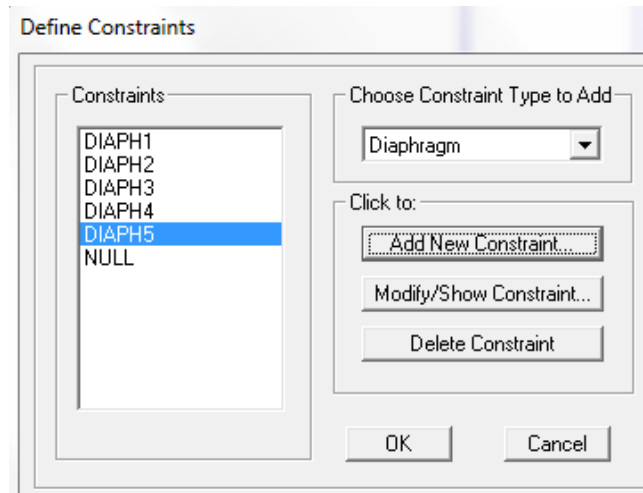 Define Constraints
Constraints
DIAPH1
DIAPH2
DIAPH3
DIAPH4
DIAPH5
NULL
Choose Constraint Type to Add
Diaphragm
Click to:
Add New Constraint...
Modify/Show Constraint...
Delete Constraint
OK
Cancel